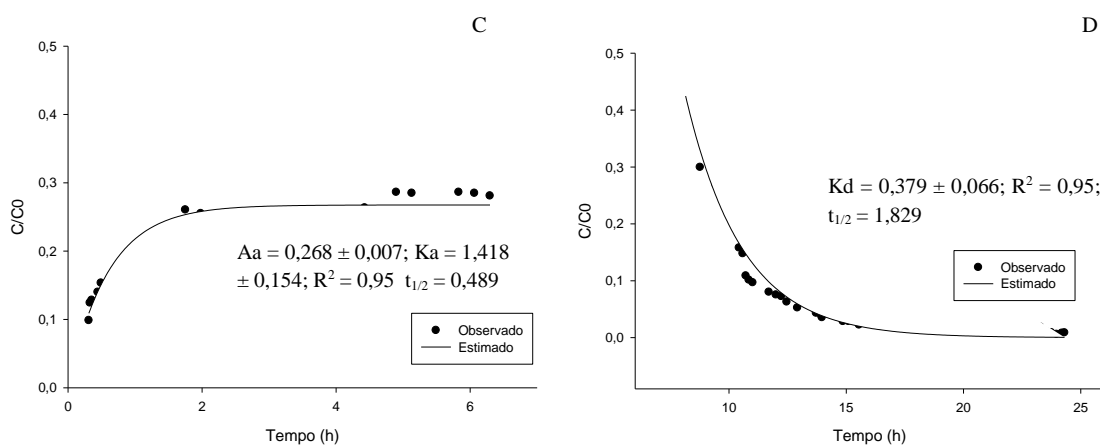 C
0,5
0,4
0,3
0,2
0,1
0,0
C/C0
0 2 4 6
Tempo (h)
Aa = 0,268 ± 0,007; Ka = 1,418
± 0,154; R² = 0,95 t₁/₂ = 0,489
Observado
Estimado
D
0,5
0,4
0,3
0,2
0,1
0,0
C/C0
10 15 20 25
Tempo (h)
Kd = 0,379 ± 0,066; R² = 0,95;
t₁/₂ = 1,829
Observado
Estimado